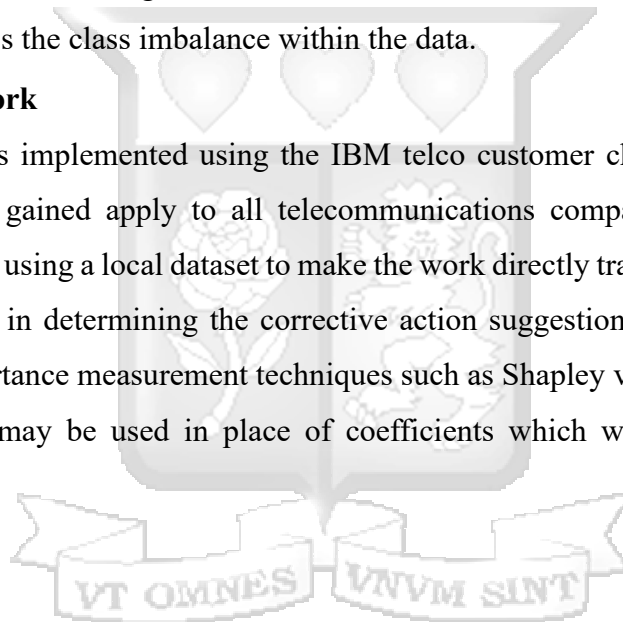 s the class imbalance within the data.
ork
s implemented using the IBM telco customer cl
gained apply to all telecommunications compa
using a local dataset to make the work directly tra
in determining the corrective action suggestion
rtance measurement techniques such as Shapley v
may be used in place of coefficients which w
VT OMNES VNVM SINT